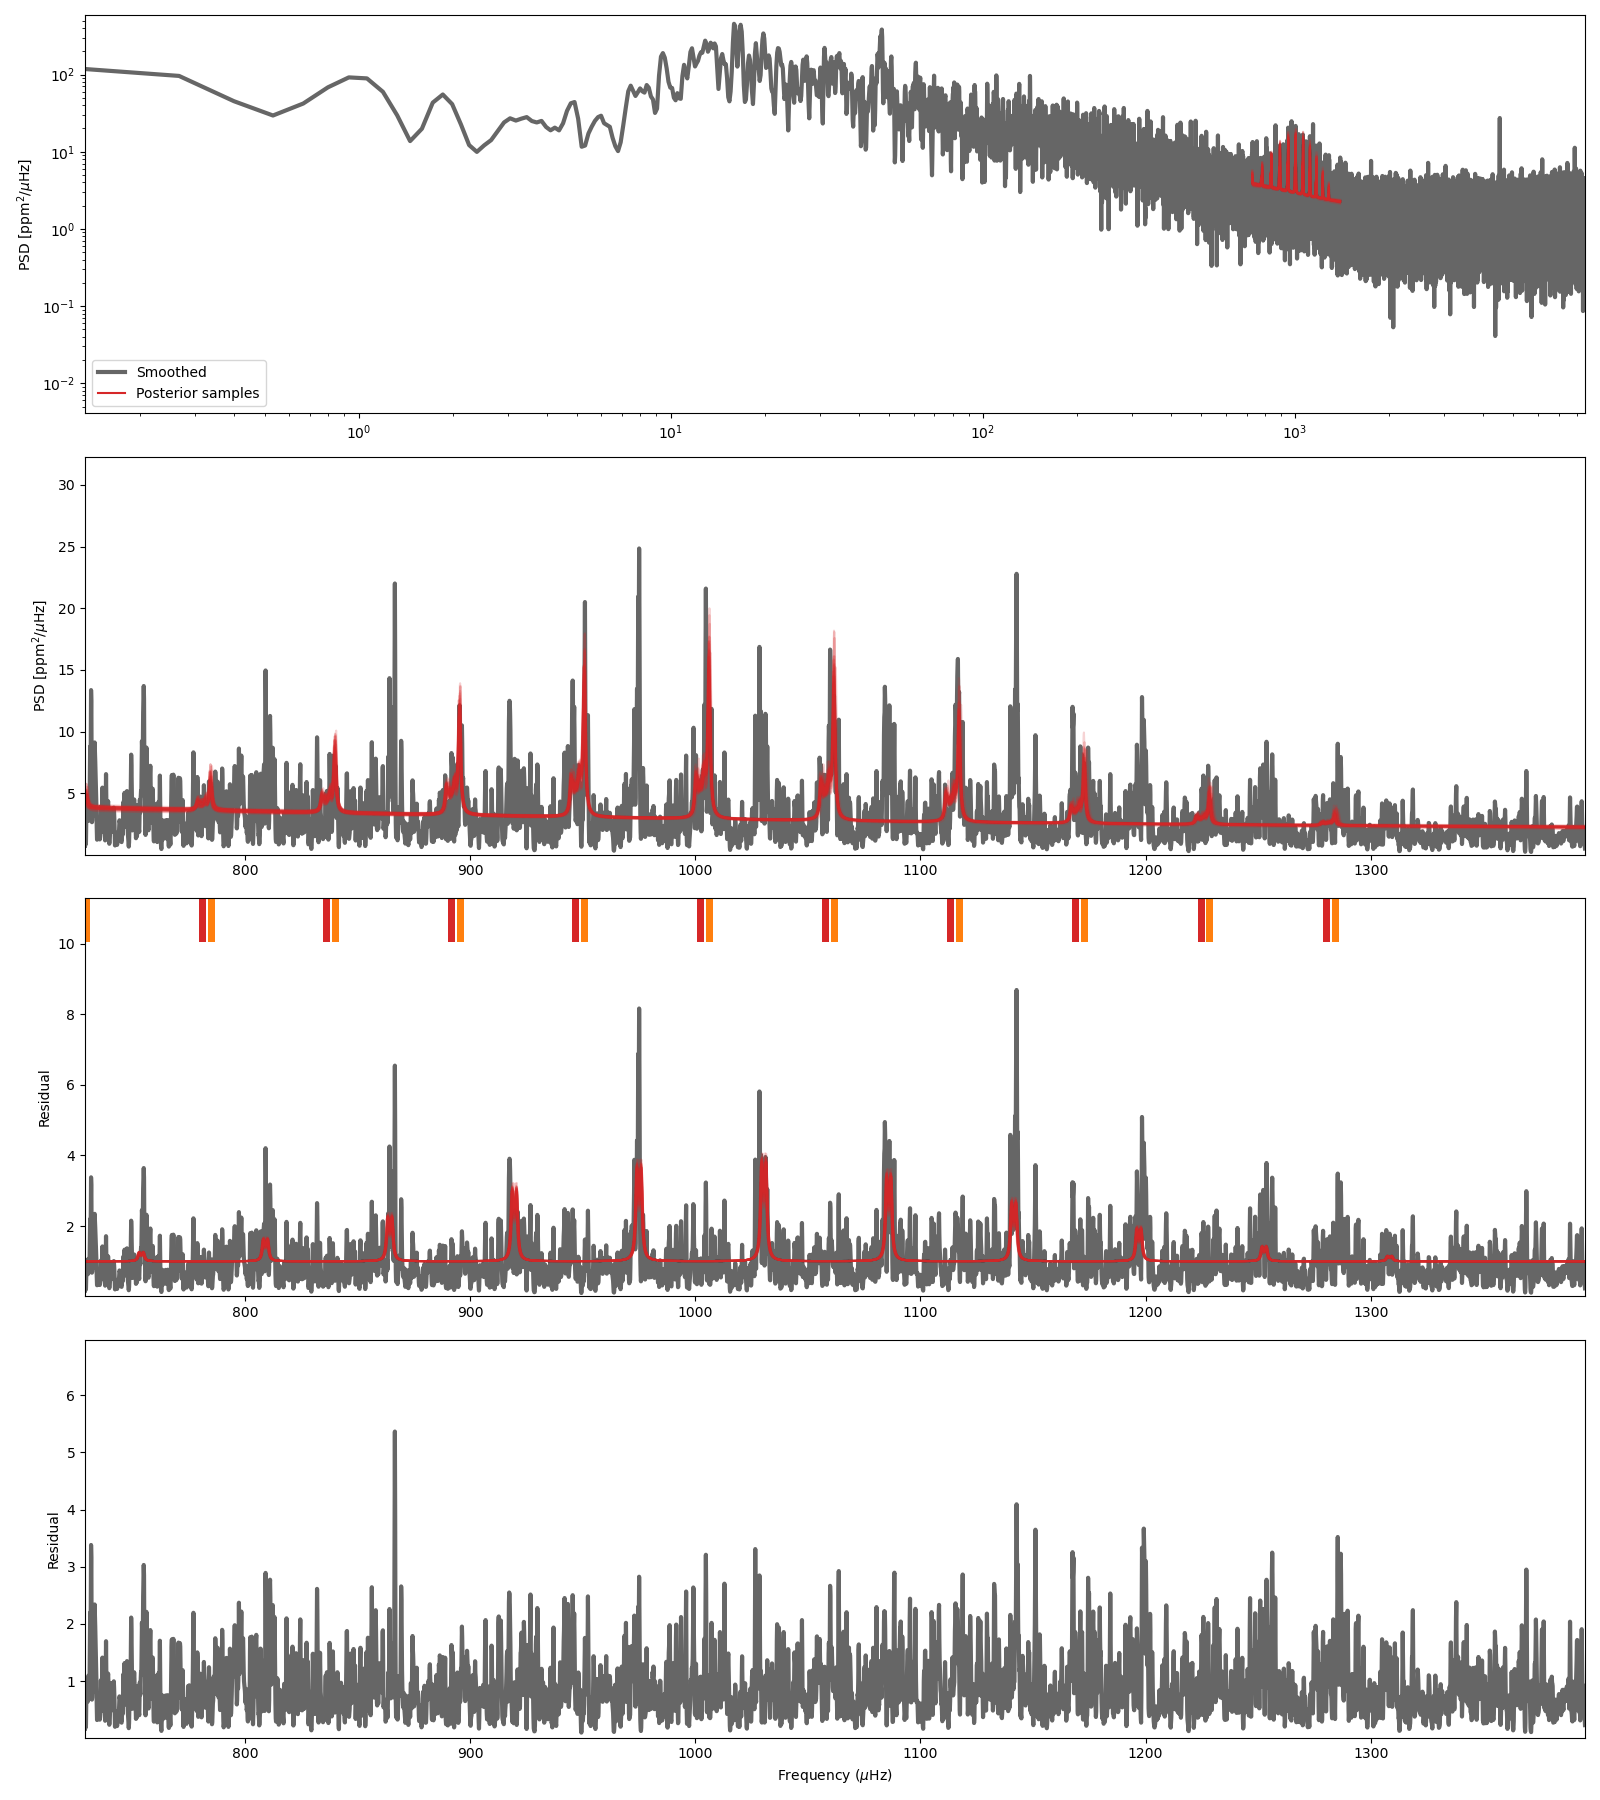 10²
10¹
10⁰
10⁻¹
10⁻²
PSD [ppm²/μHz]
Smoothed
Posterior samples
10⁰ 10¹ 10² 10³
30
25
20
15
10
5
PSD [ppm²/μHz]
800 900 1000 1100 1200 1300
10
8
6
4
2
Residual
800 900 1000 1100 1200 1300
6
5
4
3
2
1
Residual
800 900 1000 1100 1200 1300
Frequency (μHz)